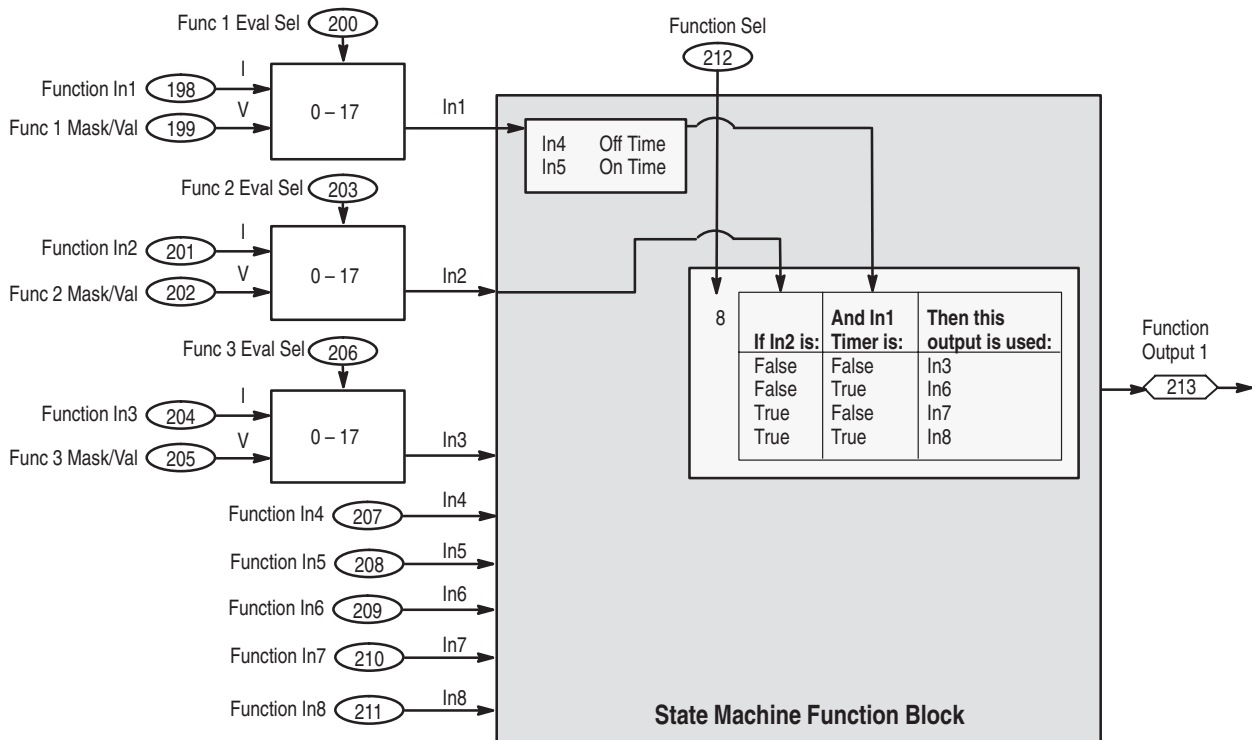 Func 1 Eval Sel 200
Function Sel
212
Function In1 198
I
Func 1 Mask/Val 199
V
0 – 17
In1
In4 Off Time
In5 On Time
Func 2 Eval Sel 203
Function In2 201
I
Func 2 Mask/Val 202
V
0 – 17
In2
8
If In2 is: And In1 Timer is: Then this output is used:
False False In3
False True In6
True False In7
True True In8
Function
Output 1
213
Func 3 Eval Sel 206
Function In3 204
I
Func 3 Mask/Val 205
V
0 – 17
In3
Function In4 207 In4
Function In5 208 In5
Function In6 209 In6
Function In7 210 In7
Function In8 211 In8
State Machine Function Block